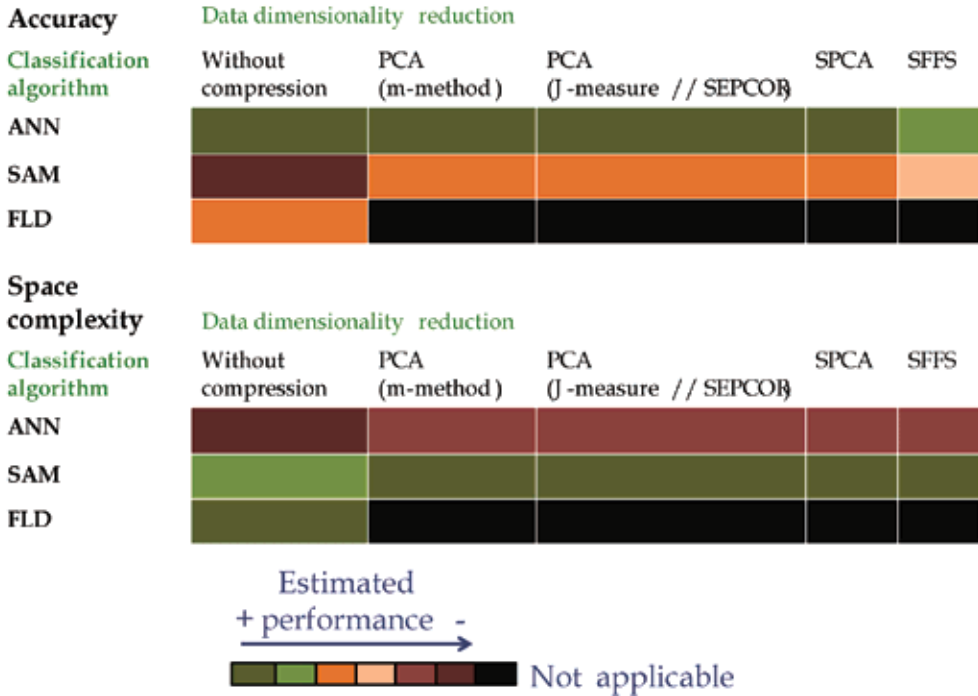 Accuracy
Data dimensionality reduction
Classification algorithm
Without compression
PCA (m-method)
PCA (J-measure // SEPCOR)
SPCA
SFFS
ANN
SAM
FLD
Space complexity
Data dimensionality reduction
Classification algorithm
Without compression
PCA (m-method)
PCA (J-measure // SEPCOR)
SPCA
SFFS
ANN
SAM
FLD
Estimated
+ performance -
Not applicable